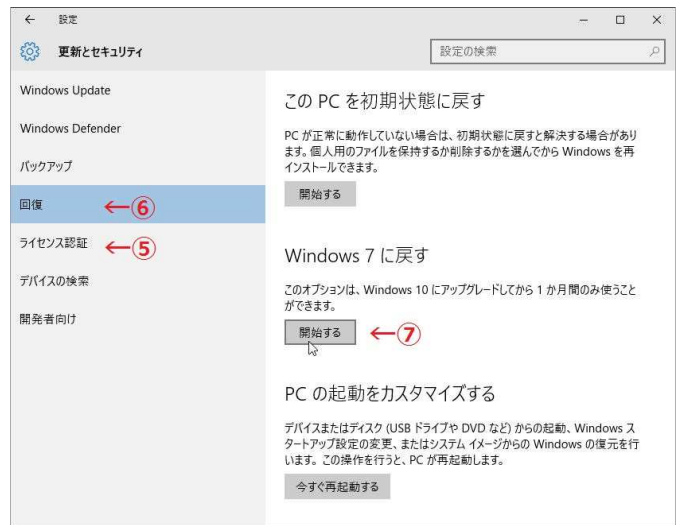 ← 設定
更新とセキュリティ
設定の検索
Windows Update
Windows Defender
バックアップ
回復 ←⑥
ライセンス認証 ←⑤
デバイスの検索
開発者向け
この PC を初期状態に戻す
PC が正常に動作していない場合は、初期状態に戻すと解決する場合があり
ます。個人用のファイルを保持するか削除するかを選んでから Windows を再
インストールできます。
開始する
Windows 7 に戻す
このオプションは、Windows 10 にアップグレードしてから 1 か月間のみ使うこと
ができます。
開始する ←⑦
PC の起動をカスタマイズする
デバイスまたはディスク (USB ドライブや DVD など) からの起動、Windows ス
タートアップ設定の変更、またはシステム イメージからの Windows の復元を行
います。この操作を行うと、PC が再起動します。
今すぐ再起動する